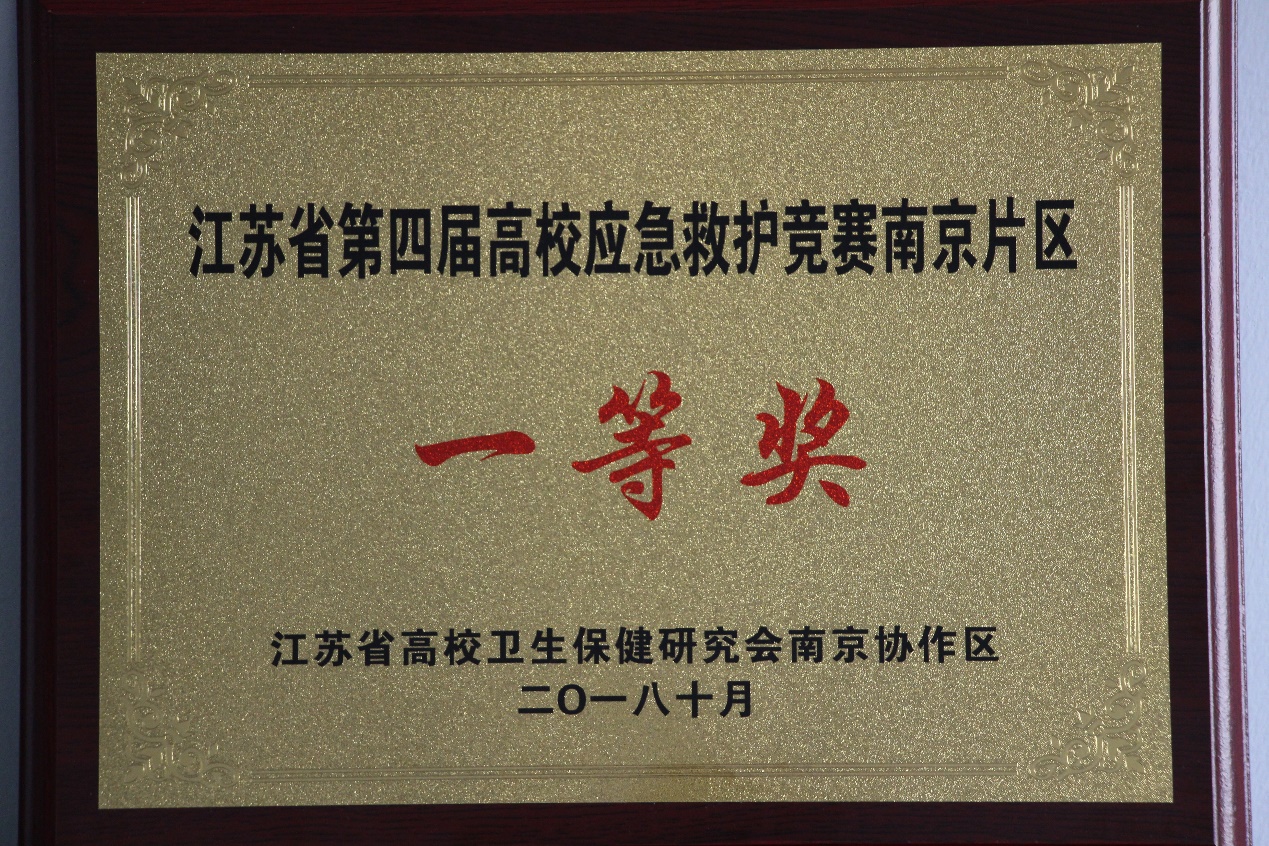 江苏省第四届高校应急救护竞赛南京片区
一等奖
江苏省高校卫生保健研究会南京协作区
二〇一八十月